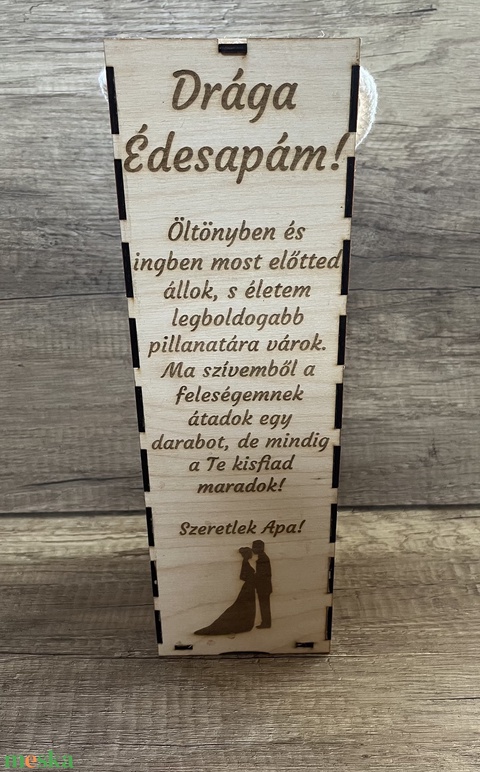 Drága
Édesapám!
Öltönyben és
ingben most előtted
állok, s életem
legboldogabb
pillanatára várok.
Ma szívemből a
feleségemnek
átadok egy
darabot, de mindig
a Te kisfiad
maradok!
Szeretlek Apa!
meska